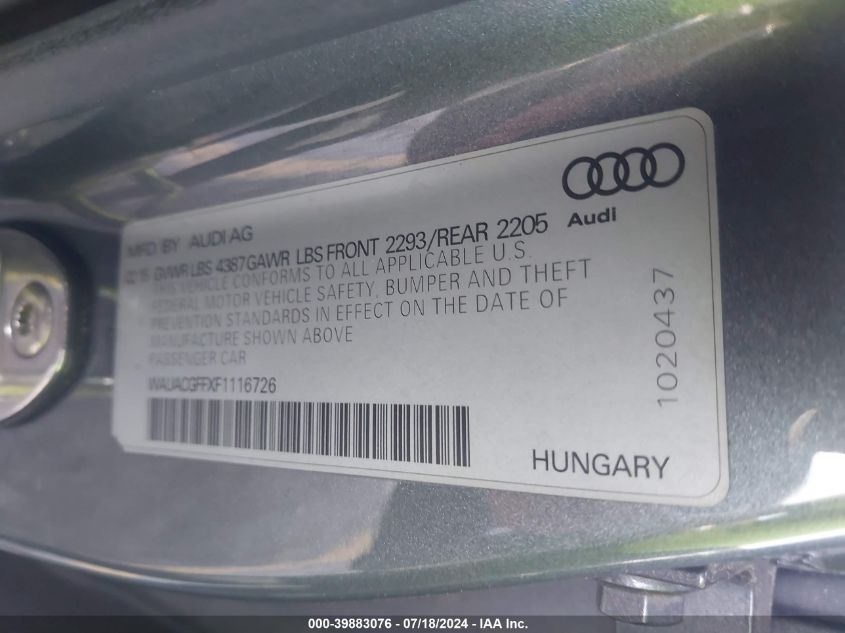 Audi
MFD. BY AUDI AG
02/15 GVWR LBS 4387 GAWR LBS FRONT 2293/REAR 2205
THIS VEHICLE CONFORMS TO ALL APPLICABLE U.S.
FEDERAL MOTOR VEHICLE SAFETY, BUMPER AND THEFT
PREVENTION STANDARDS IN EFFECT ON THE DATE OF
MANUFACTURE SHOWN ABOVE
PASSENGER CAR
WAUACGFFXF1116726
HUNGARY
1020437
000-39883076 - 07/18/2024 - IAA Inc.